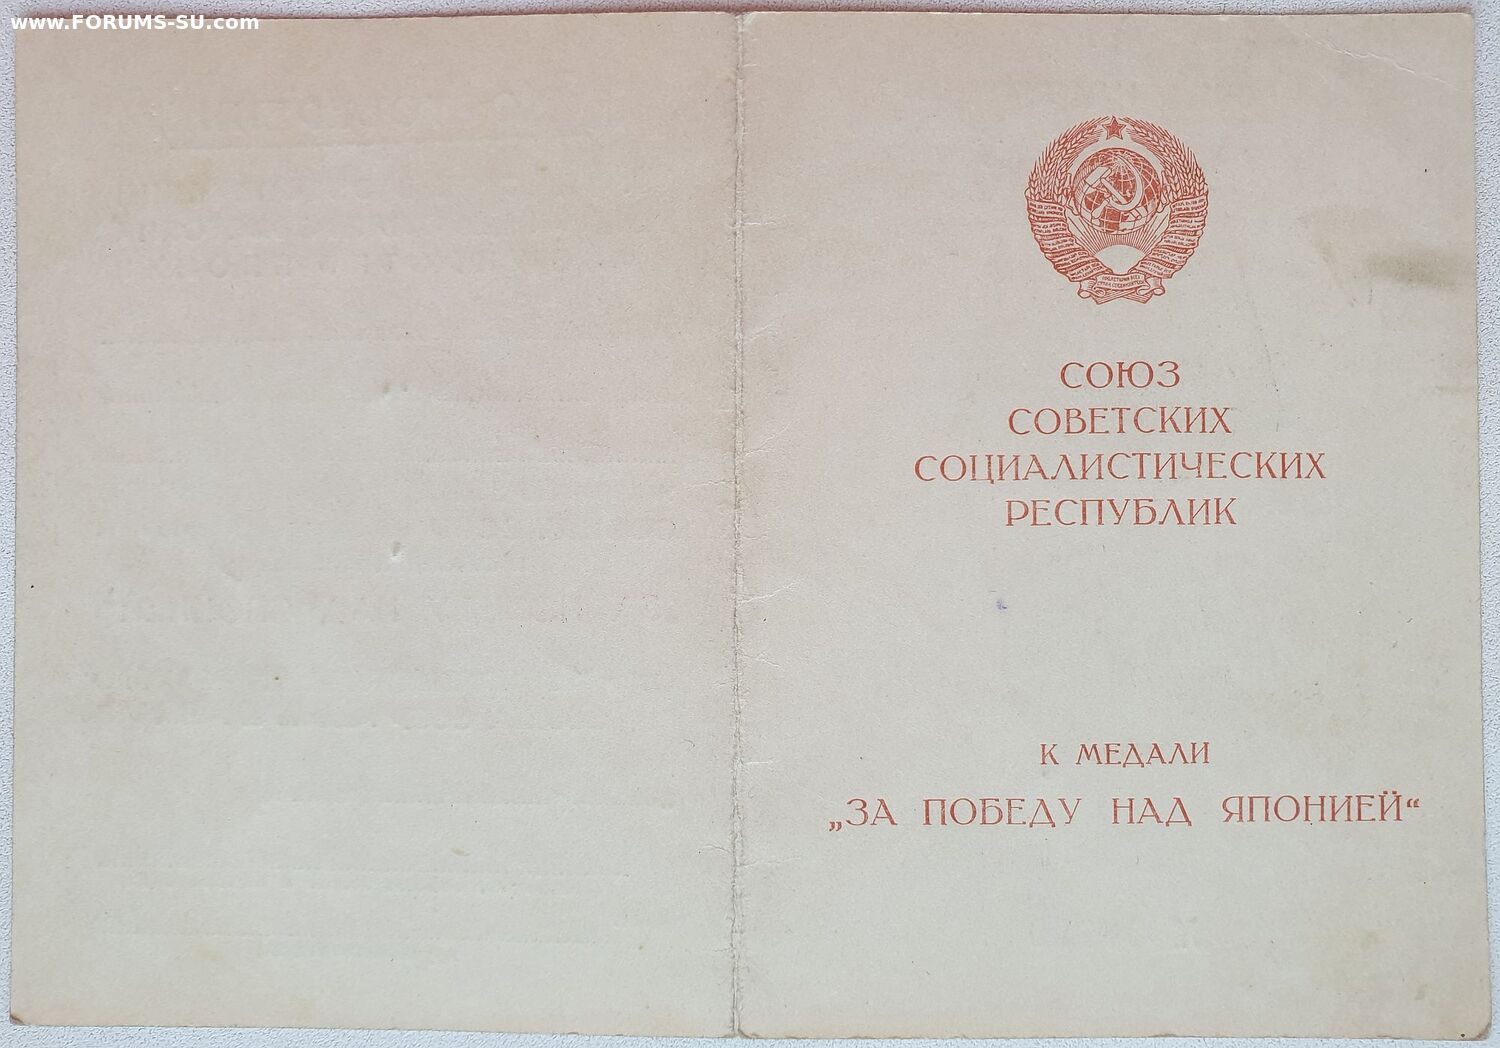 www.FORUMS-SU.com
СОЮЗ
СОВЕТСКИХ
СОЦИАЛИСТИЧЕСКИХ
РЕСПУБЛИК
К МЕДАЛИ
„ЗА ПОБЕДУ НАД ЯПОНИЕЙ“